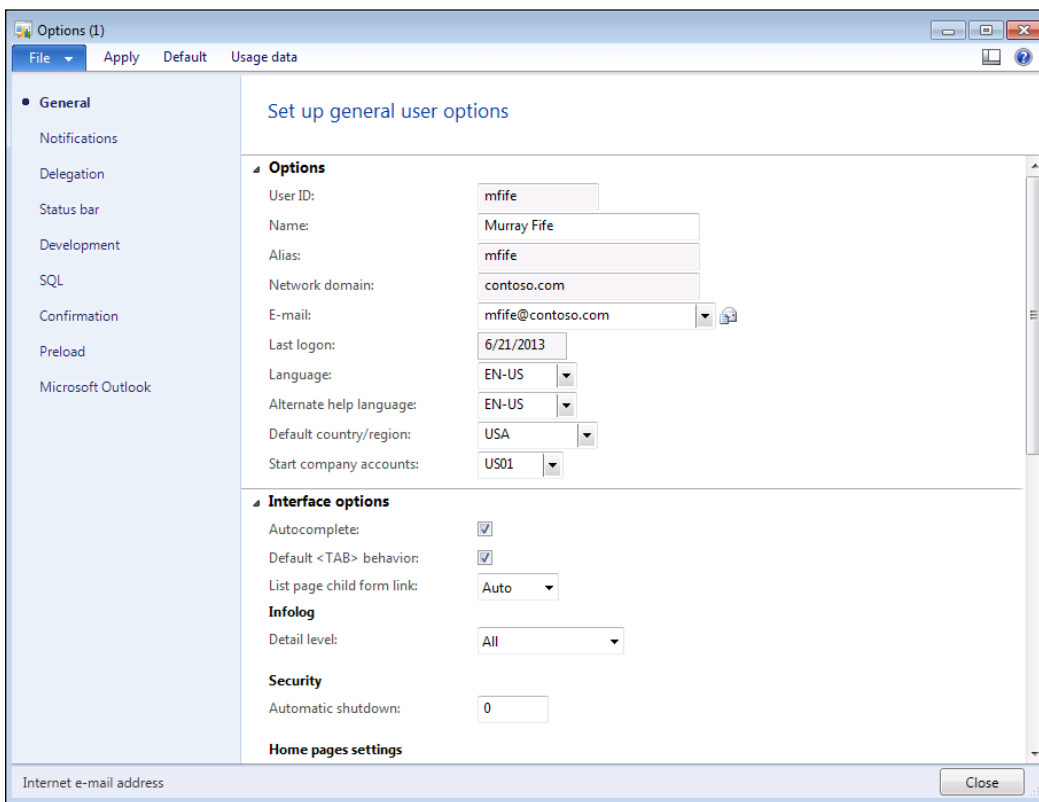 Options (1)
File Apply Default Usage data
General
Notifications
Delegation
Status bar
Development
SQL
Confirmation
Preload
Microsoft Outlook
Set up general user options
Options
User ID: mfife
Name: Murray Fife
Alias: mfife
Network domain: contoso.com
E-mail: mfife@contoso.com
Last logon: 6/21/2013
Language: EN-US
Alternate help language: EN-US
Default country/region: USA
Start company accounts: US01
Interface options
Autocomplete:
Default <TAB> behavior:
List page child form link: Auto
Infolog
Detail level: All
Security
Automatic shutdown: 0
Home pages settings
Internet e-mail address
Close